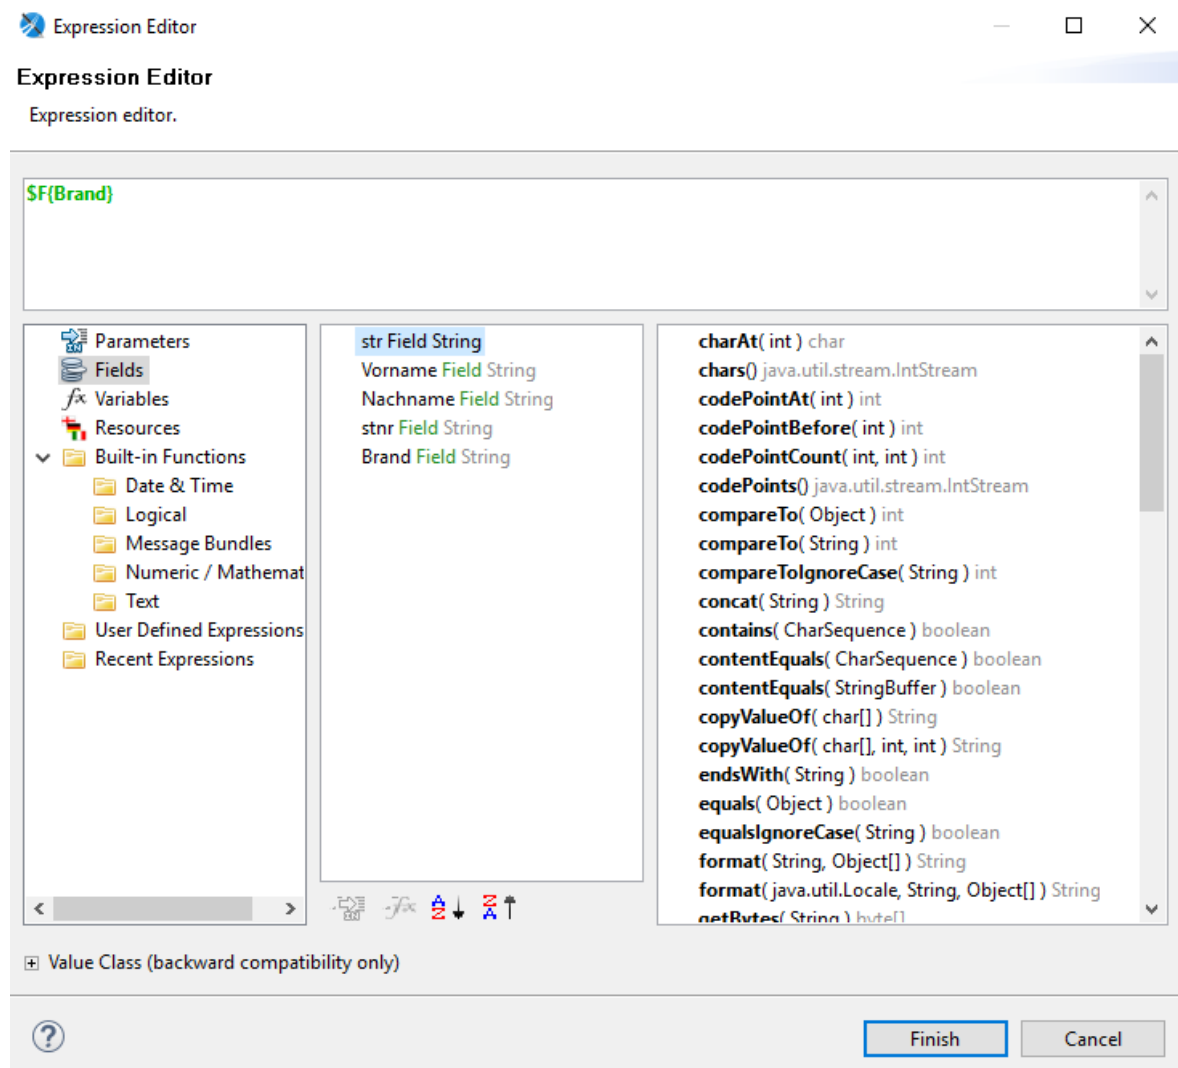 Expression Editor
Expression Editor
Expression editor.
$F{Brand}
Parameters
Fields
Variables
Resources
Built-in Functions
Date & Time
Logical
Message Bundles
Numeric / Mathemat
Text
User Defined Expressions
Recent Expressions
str Field String
Vorname Field String
Nachname Field String
stnr Field String
Brand Field String
charAt( int ) char
chars() java.util.stream.IntStream
codePointAt( int ) int
codePointBefore( int ) int
codePointCount( int, int ) int
codePoints() java.util.stream.IntStream
compareTo( Object ) int
compareTo( String ) int
compareToIgnoreCase( String ) int
concat( String ) String
contains( CharSequence ) boolean
contentEquals( CharSequence ) boolean
contentEquals( StringBuffer ) boolean
copyValueOf( char[] ) String
copyValueOf( char[], int, int ) String
endsWith( String ) boolean
equals( Object ) boolean
equalsIgnoreCase( String ) boolean
format( String, Object[] ) String
format( java.util.Locale, String, Object[] ) String
getBytes( String ) byte[]
Value Class (backward compatibility only)
Finish
Cancel